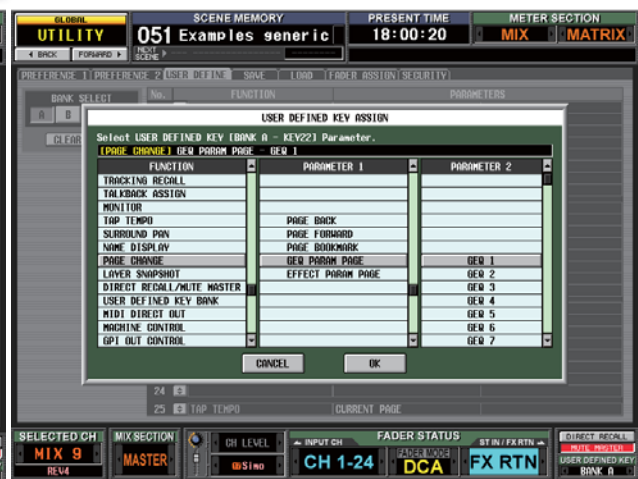 GLOBAL
UTILITY
BACK
FORWARD
SCENE MEMORY
051 Examples generic
NEXT SCENE
PRESENT TIME
18:00:20
METER SECTION
MIX
MATRIX
PREFERENCE 1
PREFERENCE 2
USER DEFINE
SAVE
LOAD
FADER ASSIGN
SECURITY
BANK SELECT
No.
FUNCTION
PARAMETERS
A
B
CLEAR
USER DEFINED KEY ASSIGN
Select USER DEFINED KEY [BANK A - KEY22] Parameter.
[PAGE CHANGE] GEQ PARAM PAGE - GEQ 1
FUNCTION PARAMETER 1 PARAMETER 2
TRACKING RECALL
TALKBACK ASSIGN
MONITOR
TAP TEMPO PAGE BACK
SURROUND PAN PAGE FORWARD
NAME DISPLAY PAGE BOOKMARK
PAGE CHANGE GEQ PARAM PAGE GEQ 1
LAYER SNAPSHOT EFFECT PARAM PAGE GEQ 2
DIRECT RECALL/MUTE MASTER GEQ 3
USER DEFINED KEY BANK GEQ 4
MIDI DIRECT OUT GEQ 5
MACHINE CONTROL GEQ 6
GPI OUT CONTROL GEQ 7
CANCEL OK
24
25 TAP TEMPO CURRENT PAGE
SELECTED CH
MIX 9
REV4
MIX SECTION
MASTER
CH LEVEL
Simo
FADER STATUS
INPUT CH
CH 1-24
FADER MODE
DCA
ST IN / FX RTN
FX RTN
DIRECT RECALL
MUTE MASTER
USER DEFINED KEY
BANK A